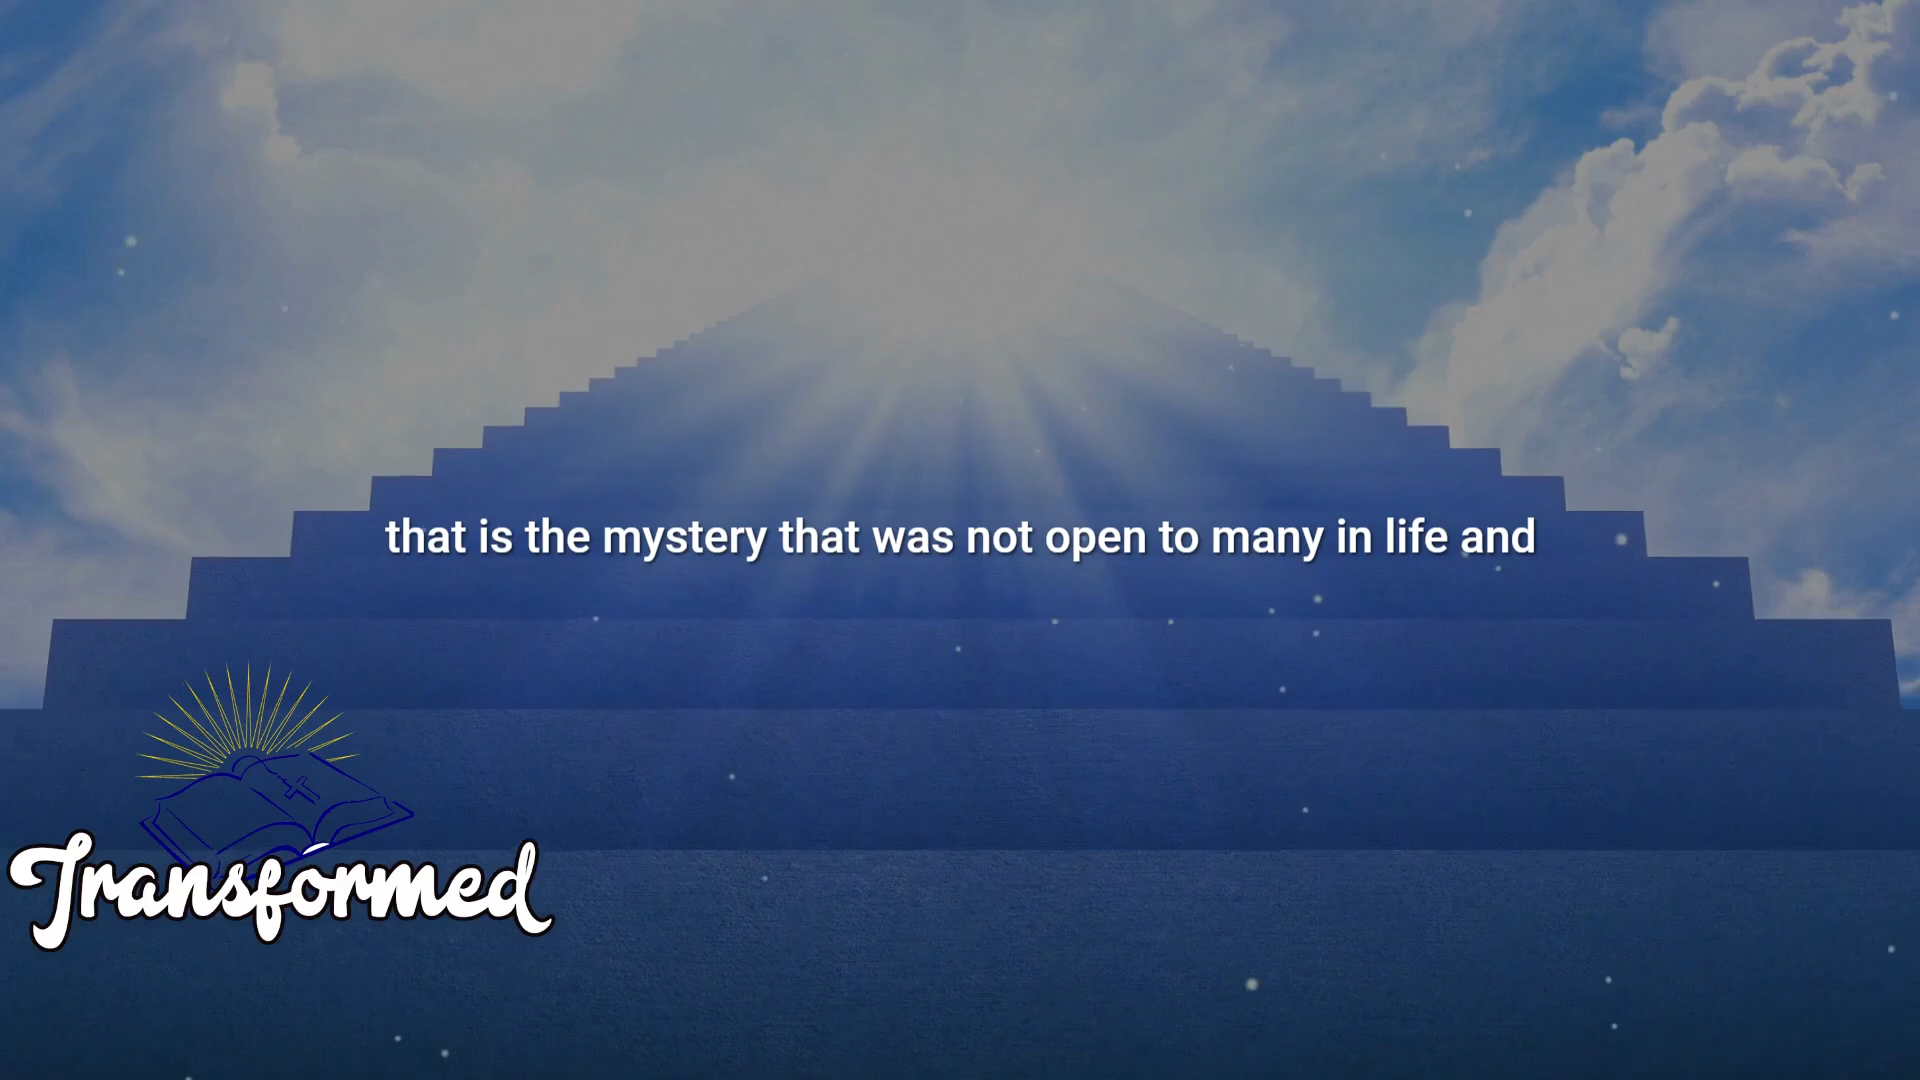 that is the mystery that was not open to many in life and
Transformed